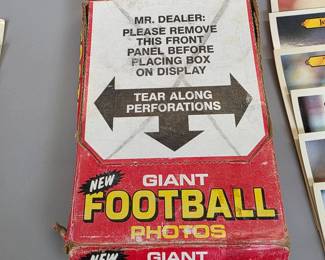 MR. DEALER:
PLEASE REMOVE
THIS FRONT
PANEL BEFORE
PLACING BOX
ON DISPLAY
TEAR ALONG
PERFORATIONS
NEW
GIANT
FOOTBALL
PHOTOS
NEW
GIANT